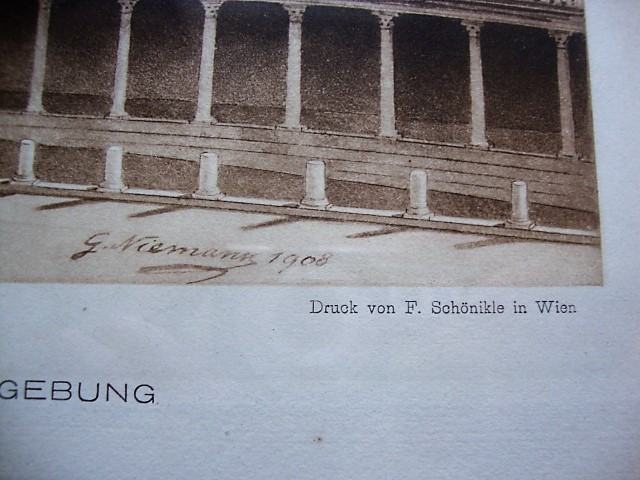 G. Niemann 1908
Druck von F. Schönikle in Wien
GEBUNG